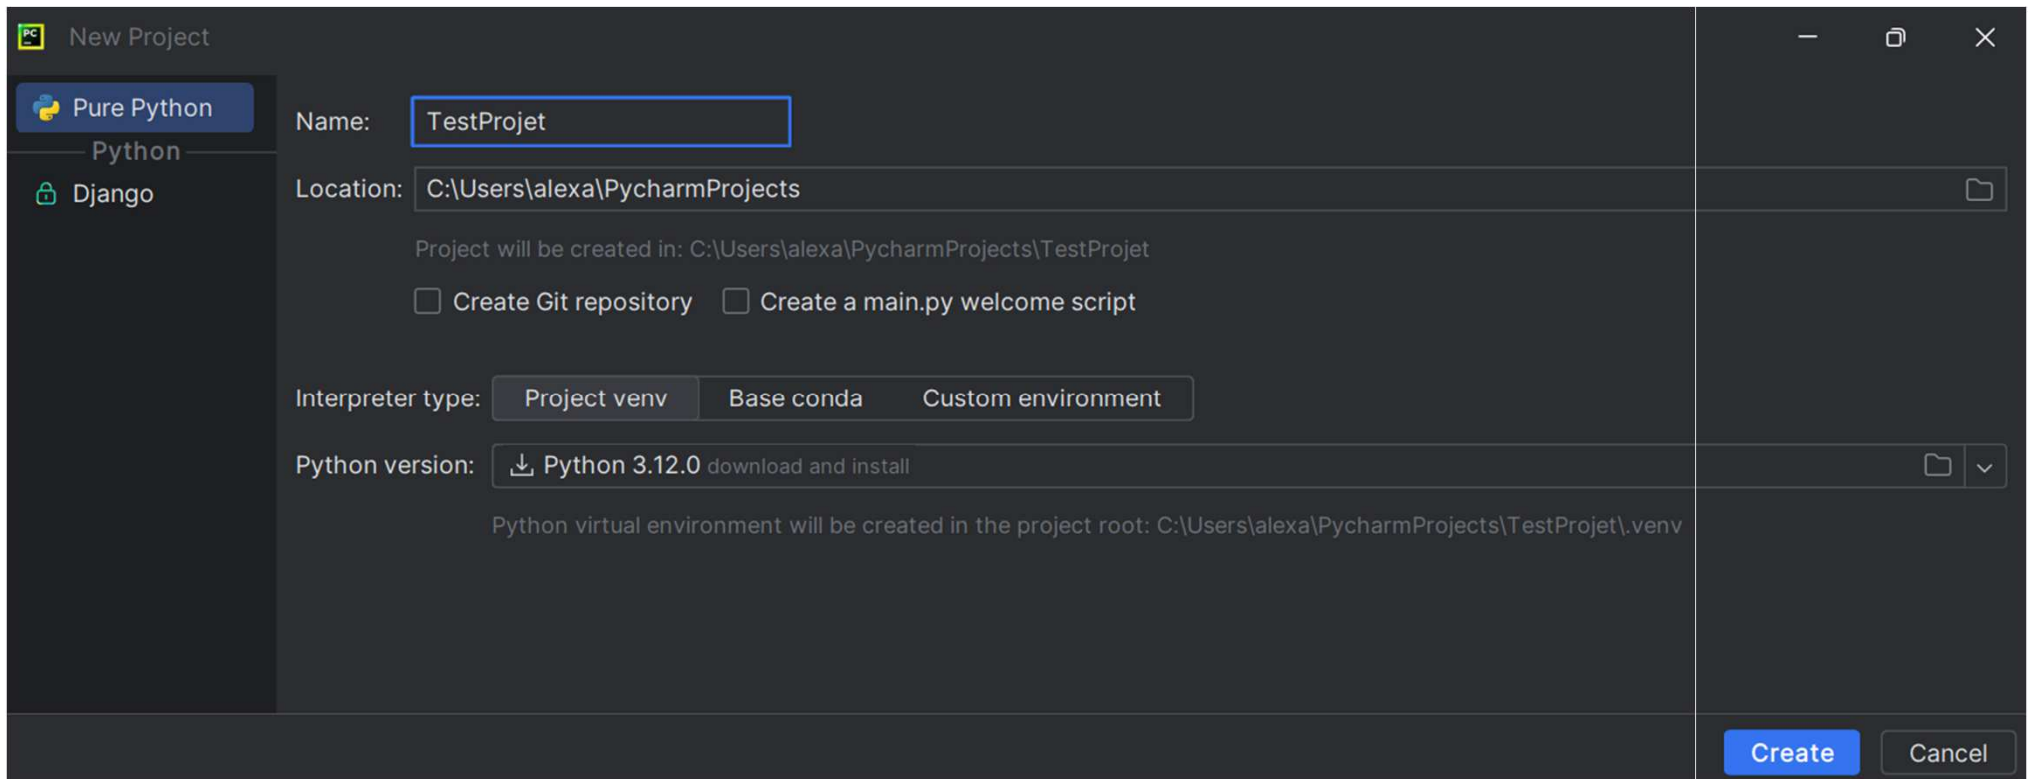 PC New Project
Pure Python
Python
Django
Name: TestProjet
Location: C:\Users\alexa\PycharmProjects
Project will be created in: C:\Users\alexa\PycharmProjects\TestProjet
Create Git repository Create a main.py welcome script
Interpreter type: Project venv Base conda Custom environment
Python version: Python 3.12.0 download and install
Python virtual environment will be created in the project root: C:\Users\alexa\PycharmProjects\TestProjet\.venv
Create Cancel